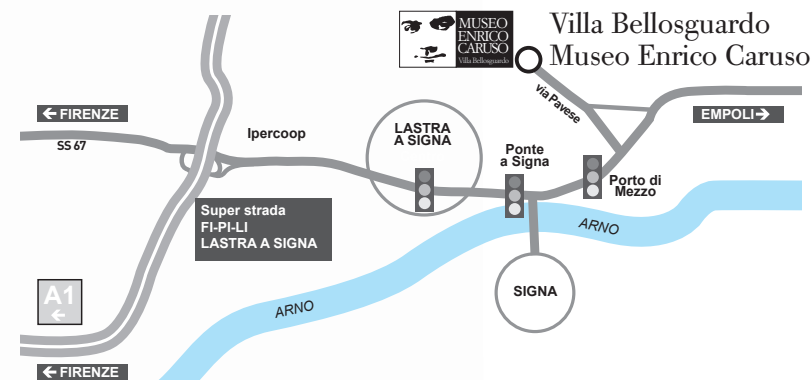 MUSEO
ENRICO
CARUSO
Villa Bellosguardo
Villa Bellosguardo
Museo Enrico Caruso
via Pavese
FIRENZE
EMPOLI
SS 67
Ipercoop
LASTRA
A SIGNA
Ponte
a Signa
Porto di
Mezzo
Super strada
FI-PI-LI
LASTRA A SIGNA
ARNO
SIGNA
A1
ARNO
FIRENZE